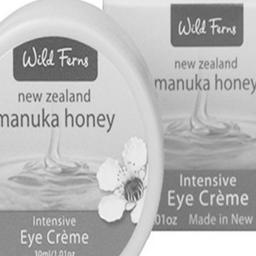 Wild Ferns
new zealand
manuka honey
Intensive
Eye Crème
30ml/1.01oz
Wild Ferns
new zealand
manuka honey
Intensive
Eye Crème
.01oz Made in New